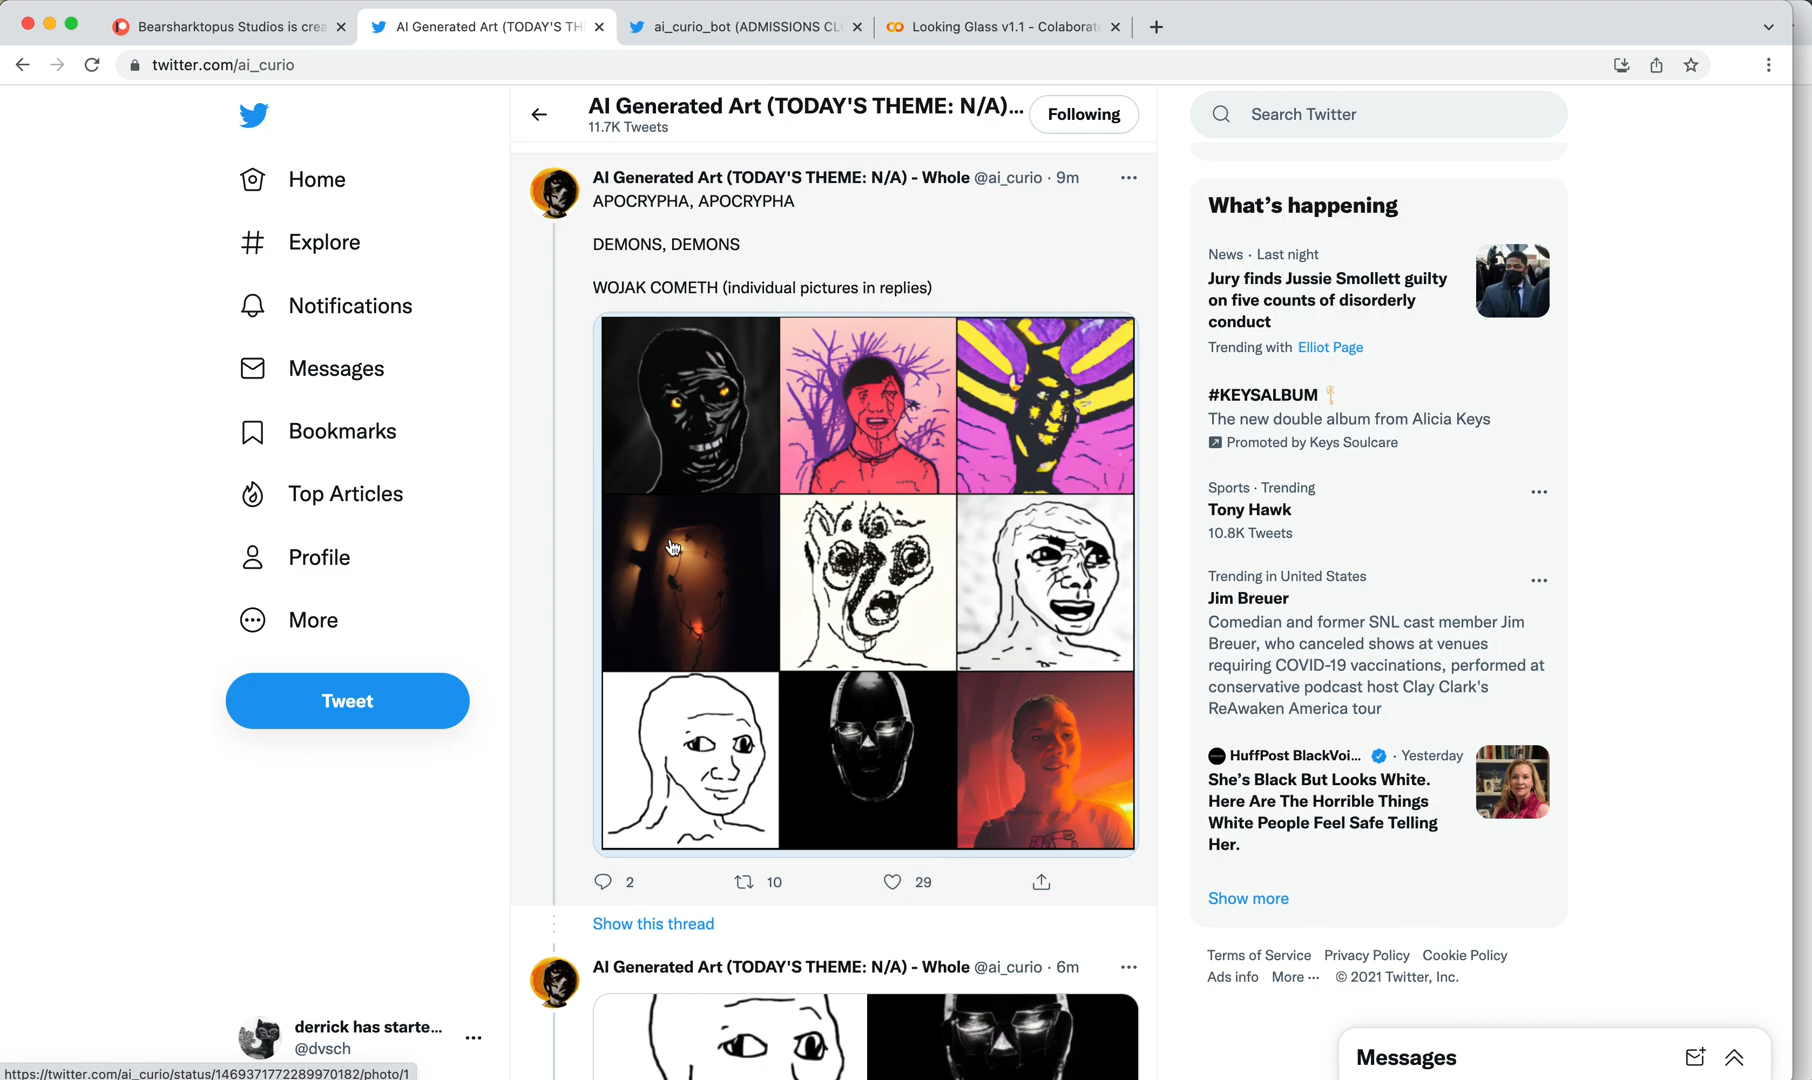 Bearsharktopus Studios is crea
AI Generated Art (TODAY'S TH
ai_curio_bot (ADMISSIONS CL
Looking Glass v1.1 - Colaborat
twitter.com/ai_curio
Home
Explore
Notifications
Messages
Bookmarks
Top Articles
Profile
More
Tweet
derrick has starte...
@dvsch
https://twitter.com/ai_curio/status/1469371772289970182/photo/1
AI Generated Art (TODAY'S THEME: N/A)...
11.7K Tweets
Following
AI Generated Art (TODAY'S THEME: N/A) - Whole @ai_curio · 9m
APOCRYPHA, APOCRYPHA
DEMONS, DEMONS
WOJAK COMETH (individual pictures in replies)
2
10
29
Show this thread
AI Generated Art (TODAY'S THEME: N/A) - Whole @ai_curio · 6m
Search Twitter
What's happening
News · Last night
Jury finds Jussie Smollett guilty
on five counts of disorderly
conduct
Trending with Elliot Page
#KEYSALBUM
The new double album from Alicia Keys
Promoted by Keys Soulcare
Sports · Trending
Tony Hawk
10.8K Tweets
Trending in United States
Jim Breuer
Comedian and former SNL cast member Jim
Breuer, who canceled shows at venues
requiring COVID-19 vaccinations, performed at
conservative podcast host Clay Clark's
ReAwaken America tour
HuffPost BlackVoi... · Yesterday
She's Black But Looks White.
Here Are The Horrible Things
White People Feel Safe Telling
Her.
Show more
Terms of Service Privacy Policy Cookie Policy
Ads info More ··· © 2021 Twitter, Inc.
Messages